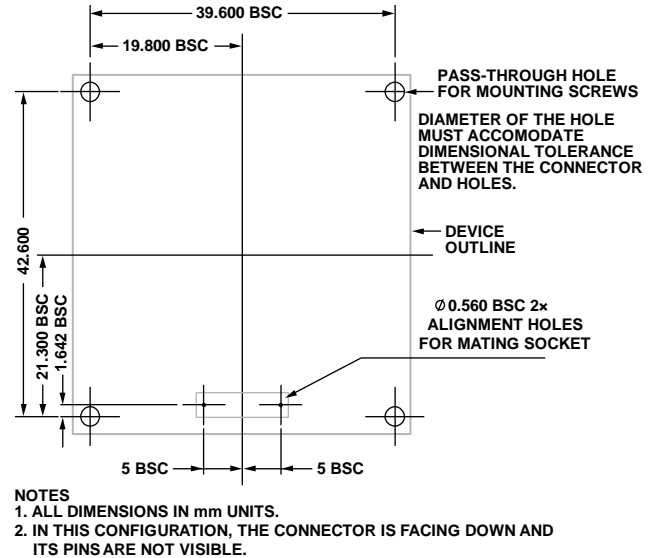 39.600 BSC
19.800 BSC
PASS-THROUGH HOLE
FOR MOUNTING SCREWS
DIAMETER OF THE HOLE
MUST ACCOMODATE
DIMENSIONAL TOLERANCE
BETWEEN THE CONNECTOR
AND HOLES.
DEVICE
OUTLINE
42.600
21.300 BSC
1.642 BSC
Ø0.560 BSC 2×
ALIGNMENT HOLES
FOR MATING SOCKET
5 BSC
5 BSC
NOTES
1. ALL DIMENSIONS IN mm UNITS.
2. IN THIS CONFIGURATION, THE CONNECTOR IS FACING DOWN AND
ITS PINS ARE NOT VISIBLE.